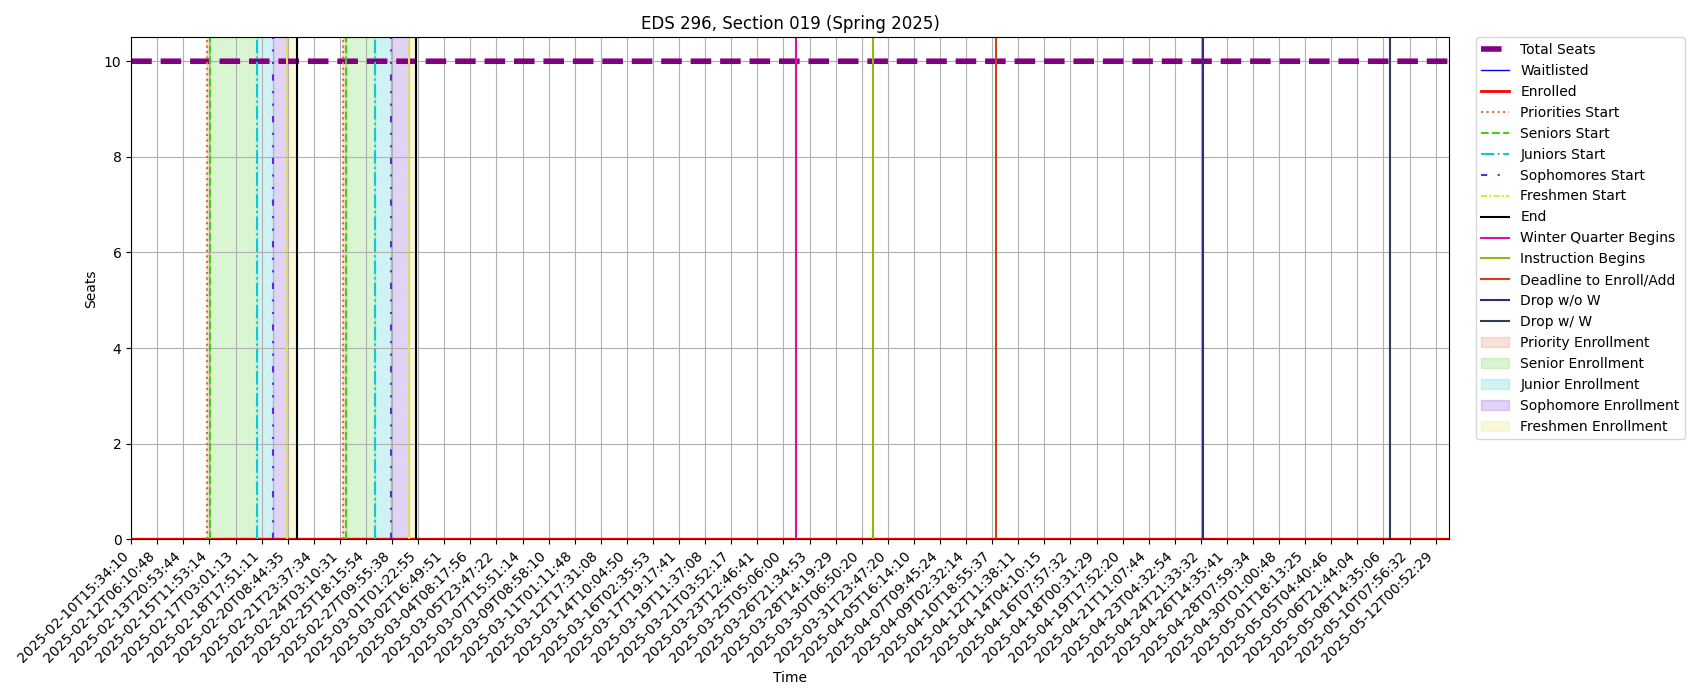 EDS 296, Section 019 (Spring 2025)
10
8
6
4
2
0
Seats
2025-02-10T15:34:10
2025-02-12T06:10:48
2025-02-13T20:53:44
2025-02-15T11:53:14
2025-02-17T03:01:13
2025-02-18T17:51:11
2025-02-20T08:44:35
2025-02-21T23:37:34
2025-02-24T03:10:31
2025-02-25T18:15:54
2025-02-27T09:55:38
2025-03-01T01:22:55
2025-03-02T16:49:51
2025-03-04T08:17:56
2025-03-05T23:47:22
2025-03-07T15:51:14
2025-03-09T09:58:10
2025-03-11T01:11:48
2025-03-12T17:31:08
2025-03-14T10:04:50
2025-03-16T02:35:53
2025-03-17T19:17:41
2025-03-19T11:37:08
2025-03-21T03:52:17
2025-03-23T12:46:41
2025-03-25T05:06:00
2025-03-26T21:34:53
2025-03-28T14:19:29
2025-03-30T06:50:20
2025-03-31T23:47:20
2025-04-05T16:14:10
2025-04-07T09:45:24
2025-04-09T02:32:14
2025-04-10T18:55:37
2025-04-12T11:38:11
2025-04-14T04:10:15
2025-04-16T07:57:32
2025-04-18T00:31:29
2025-04-19T17:52:20
2025-04-21T11:07:44
2025-04-23T04:32:54
2025-04-24T21:33:32
2025-04-26T14:35:41
2025-04-28T07:59:34
2025-04-30T01:00:48
2025-05-01T18:13:25
2025-05-05T04:40:46
2025-05-06T21:44:04
2025-05-08T14:35:06
2025-05-10T07:56:32
2025-05-12T00:52:29
Time
Total Seats
Waitlisted
Enrolled
Priorities Start
Seniors Start
Juniors Start
Sophomores Start
Freshmen Start
End
Winter Quarter Begins
Instruction Begins
Deadline to Enroll/Add
Drop w/o W
Drop w/ W
Priority Enrollment
Senior Enrollment
Junior Enrollment
Sophomore Enrollment
Freshmen Enrollment